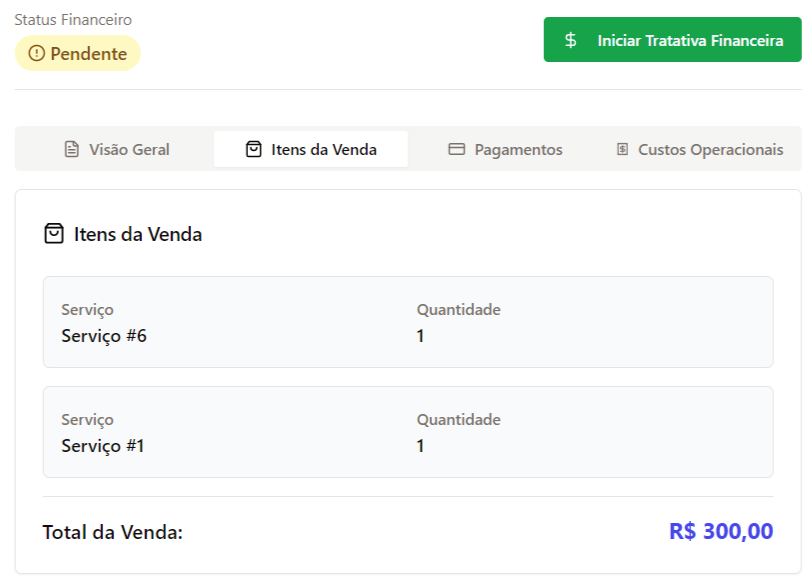 Status Financeiro
Pendente
Iniciar Tratativa Financeira
Visão Geral
Itens da Venda
Pagamentos
Custos Operacionais
Itens da Venda
Serviço
Quantidade
Serviço #6
1
Serviço
Quantidade
Serviço #1
1
Total da Venda:
R$ 300,00